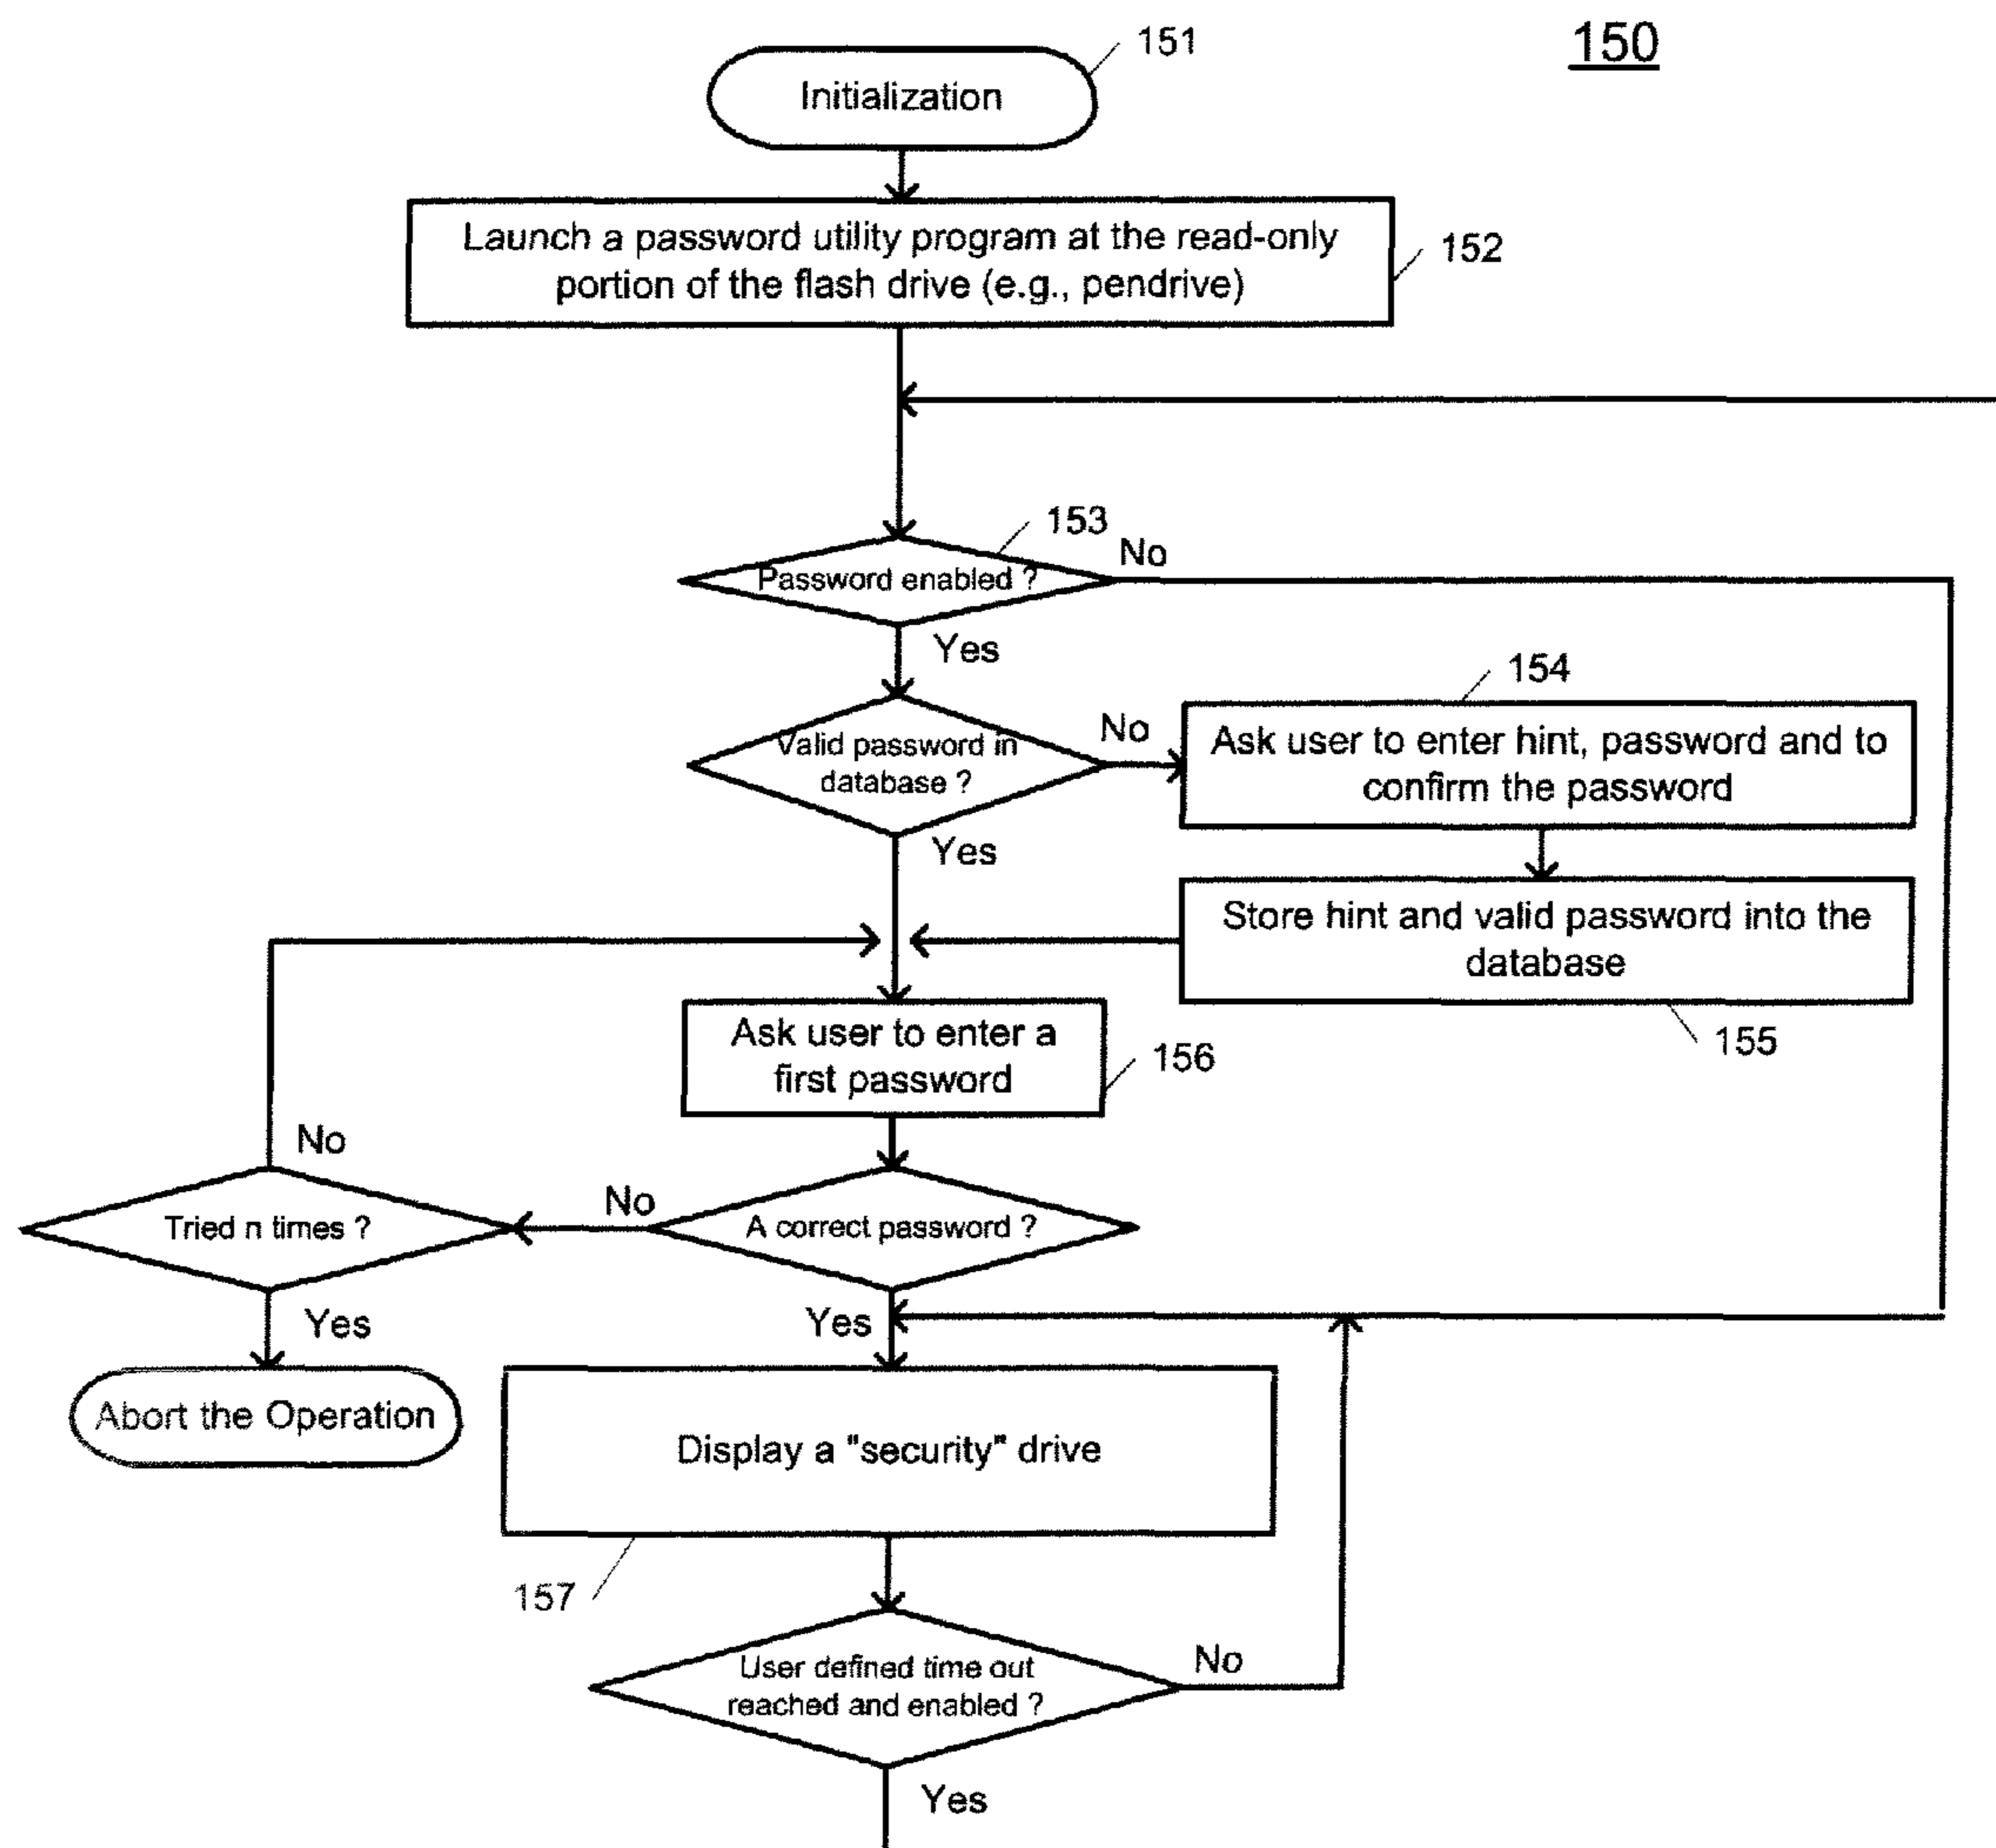 150
151
Initialization
Launch a password utility program at the read-only
portion of the flash drive (e.g., pendrive)
152
153
Password enabled ?
No
Yes
154
Valid password in
database ?
No
Ask user to enter hint, password and to
confirm the password
Yes
Store hint and valid password into the
database
155
Ask user to enter a
first password
156
No
Tried n times ?
No
A correct password ?
Yes
Yes
Abort the Operation
Display a "security" drive
157
User defined time out
reached and enabled ?
No
Yes